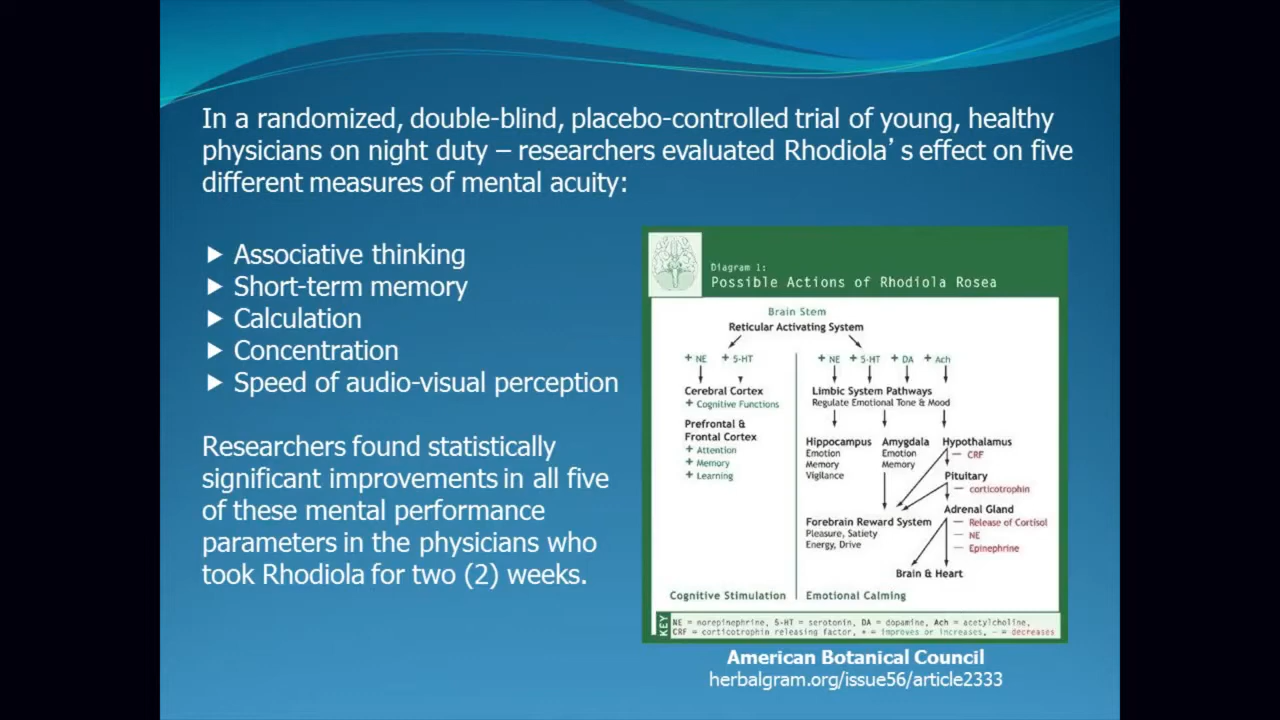 In a randomized, double-blind, placebo-controlled trial of young, healthy
physicians on night duty – researchers evaluated Rhodiola's effect on five
different measures of mental acuity:
Associative thinking
Short-term memory
Calculation
Concentration
Speed of audio-visual perception
Researchers found statistically
significant improvements in all five
of these mental performance
parameters in the physicians who
took Rhodiola for two (2) weeks.
Diagram 1:
Possible Actions of Rhodiola Rosea
Brain Stem
Reticular Activating System
+ NE + 5-HT
Cerebral Cortex
+ Cognitive Functions
Prefrontal &
Frontal Cortex
+ Attention
+ Memory
+ Learning
Cognitive Stimulation
+ NE + 5-HT + DA + Ach
Limbic System Pathways
Regulate Emotional Tone & Mood
Hippocampus
Emotion
Memory
Vigilance
Amygdala
Emotion
Memory
Hypothalamus
— CRF
Pituitary
— corticotrophin
Adrenal Gland
— Release of Cortisol
— NE
— Epinephrine
Forebrain Reward System
Pleasure, Satiety
Energy, Drive
Brain & Heart
Emotional Calming
KEY
NE = norepinephrine, 5-HT = serotonin, DA = dopamine, Ach = acetylcholine,
CRF = corticotrophin releasing factor, + = improves or increases, - = decreases
American Botanical Council
herbalgram.org/issue56/article2333